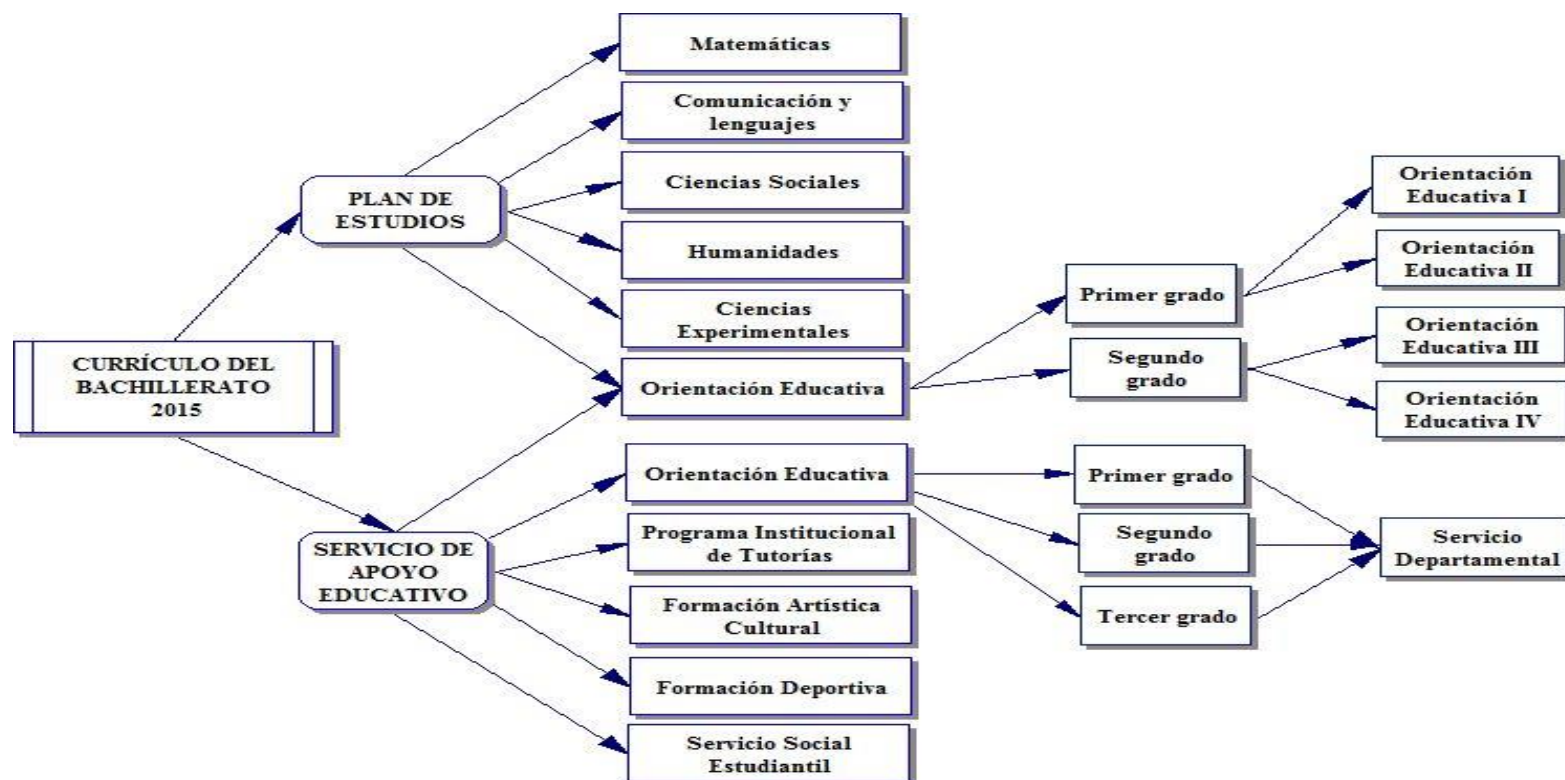 Matemáticas
Comunicación y
lenguajes
Ciencias Sociales
Humanidades
Ciencias
Experimentales
Orientación Educativa
PLAN DE
ESTUDIOS
CURRÍCULO DEL
BACHILLERATO
2015
Primer grado
Segundo
grado
Orientación
Educativa I
Orientación
Educativa II
Orientación
Educativa III
Orientación
Educativa IV
SERVICIO DE
APOYO
EDUCATIVO
Orientación Educativa
Programa Institucional
de Tutorías
Formación Artística
Cultural
Formación Deportiva
Servicio Social
Estudiantil
Primer grado
Segundo
grado
Tercer grado
Servicio
Departamental